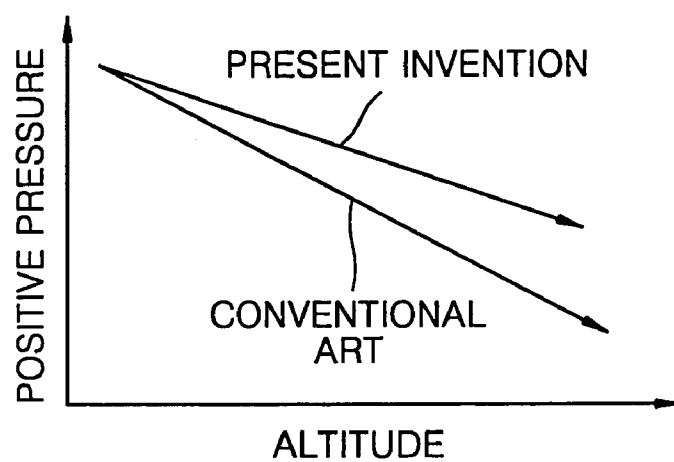 PRESENT INVENTION
POSITIVE PRESSURE
CONVENTIONAL
ART
ALTITUDE